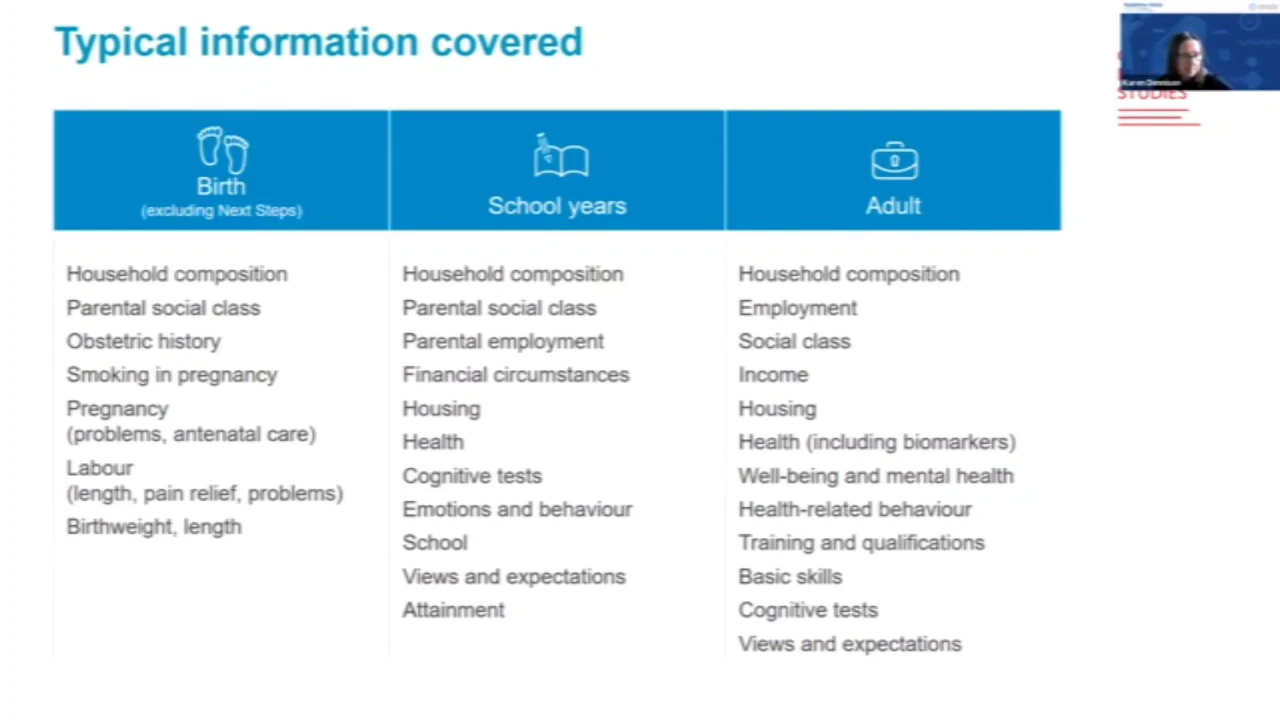 Typical information covered
STUDIES
Birth
(excluding Next Steps)
School years
Adult
Household composition
Parental social class
Obstetric history
Smoking in pregnancy
Pregnancy
(problems, antenatal care)
Labour
(length, pain relief, problems)
Birthweight, length
Household composition
Parental social class
Parental employment
Financial circumstances
Housing
Health
Cognitive tests
Emotions and behaviour
School
Views and expectations
Attainment
Household composition
Employment
Social class
Income
Housing
Health (including biomarkers)
Well-being and mental health
Health-related behaviour
Training and qualifications
Basic skills
Cognitive tests
Views and expectations